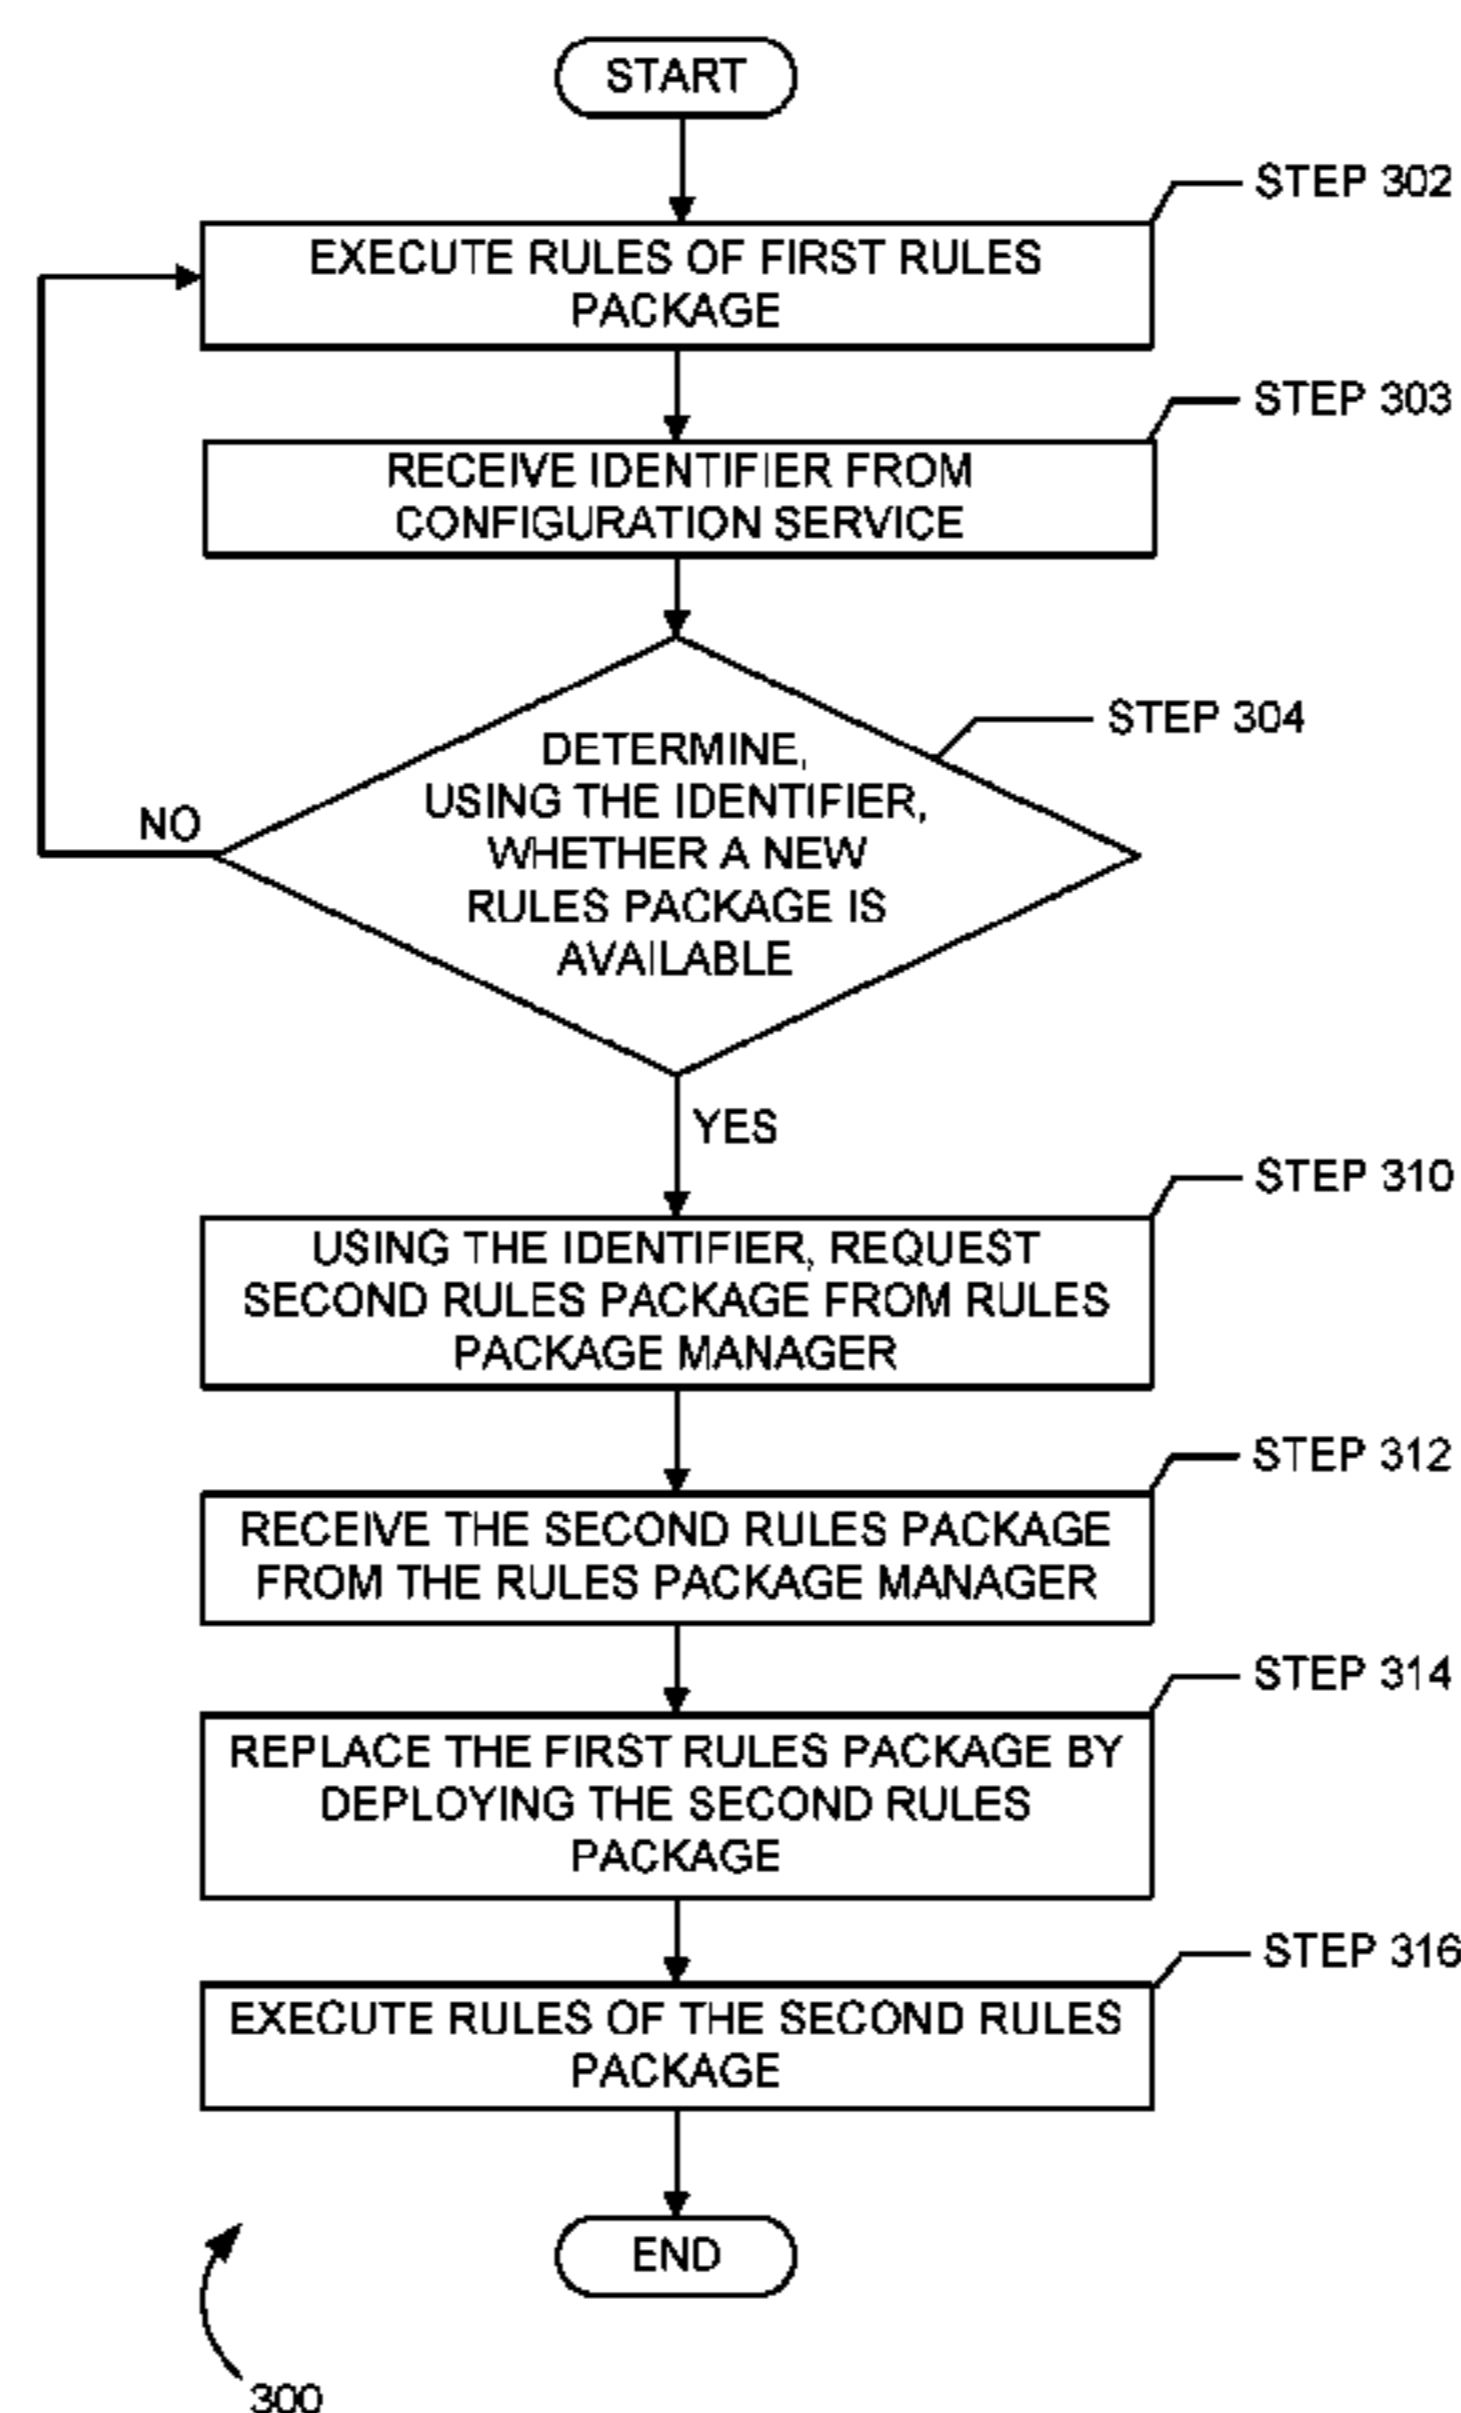 START
STEP 302
EXECUTE RULES OF FIRST RULES
PACKAGE
STEP 303
RECEIVE IDENTIFIER FROM
CONFIGURATION SERVICE
STEP 304
DETERMINE,
USING THE IDENTIFIER,
WHETHER A NEW
RULES PACKAGE IS
AVAILABLE
NO
YES
STEP 310
USING THE IDENTIFIER, REQUEST
SECOND RULES PACKAGE FROM RULES
PACKAGE MANAGER
STEP 312
RECEIVE THE SECOND RULES PACKAGE
FROM THE RULES PACKAGE MANAGER
STEP 314
REPLACE THE FIRST RULES PACKAGE BY
DEPLOYING THE SECOND RULES
PACKAGE
STEP 316
EXECUTE RULES OF THE SECOND RULES
PACKAGE
END
300